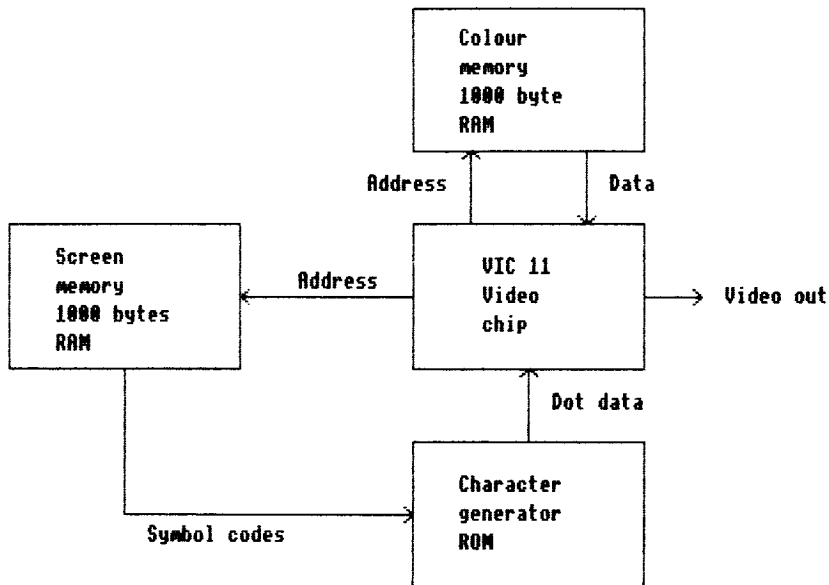 Colour
memory
1000 byte
RAM
Address
Data
Screen
memory
1000 bytes
RAM
Address
VIC 11
Video
chip
Video out
Dot data
Character
generator
ROM
Symbol codes